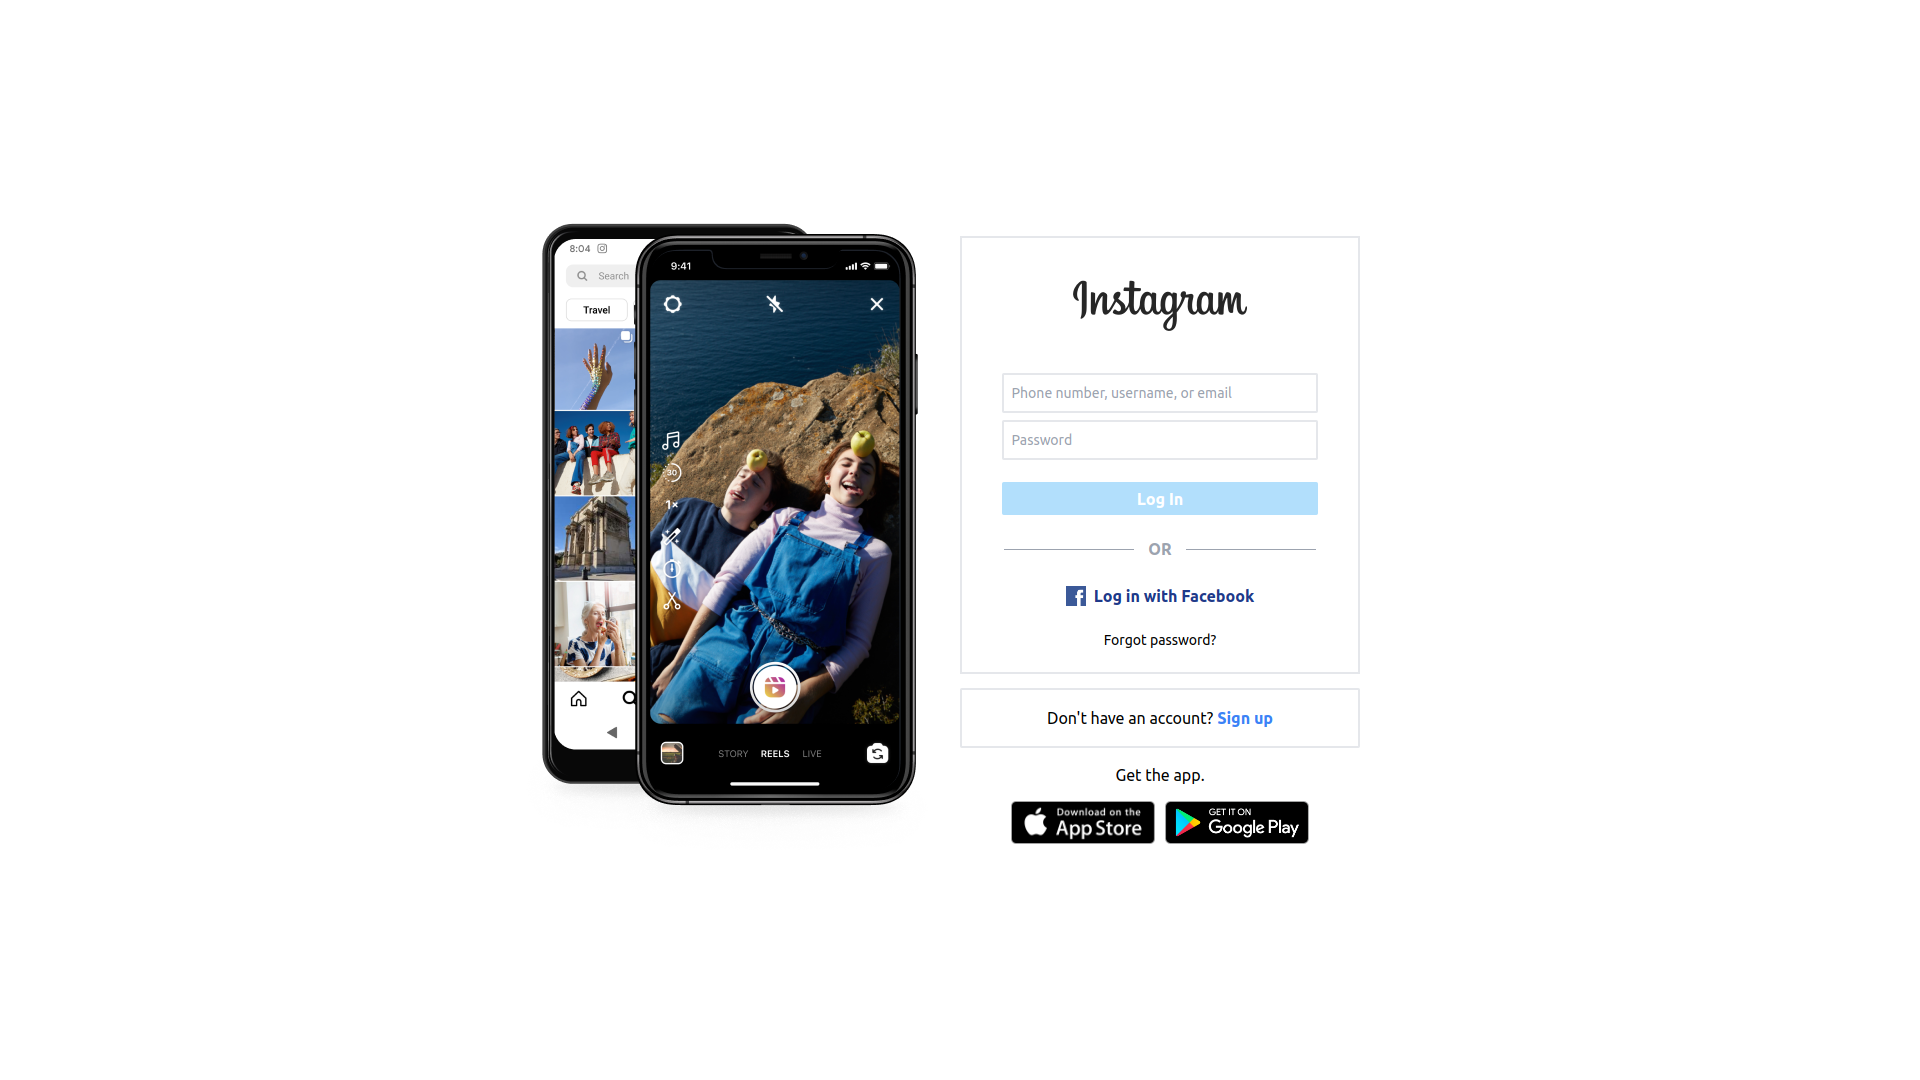 8:04
Search
Travel
9:41
30
1×
STORY REELS LIVE
Instagram
Phone number, username, or email
Password
Log In
OR
Log in with Facebook
Forgot password?
Don't have an account? Sign up
Get the app.
Download on the
App Store
GET IT ON
Google Play